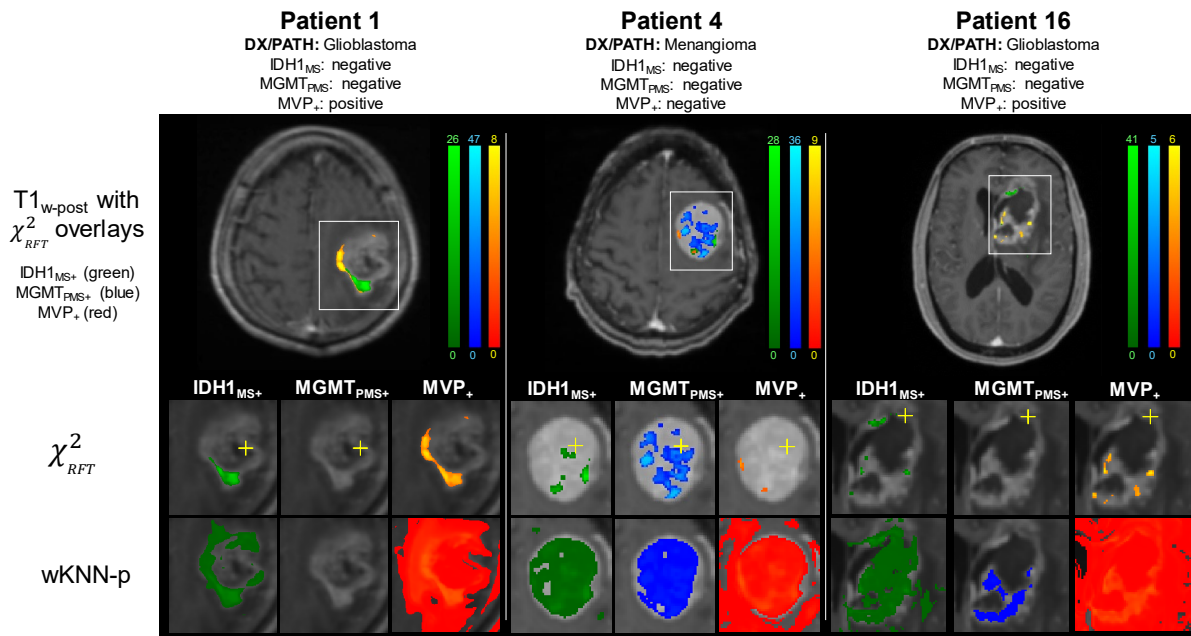 Patient 1
DX/PATH: Glioblastoma
IDH1MS: negative
MGMTPMS: negative
MVP+: positive
Patient 4
DX/PATH: Menangioma
IDH1MS: negative
MGMTPMS: negative
MVP+: negative
Patient 16
DX/PATH: Glioblastoma
IDH1MS: negative
MGMTPMS: negative
MVP+: positive
T1w-post with
χ²RFT overlays
IDH1MS+ (green)
MGMTPMS+ (blue)
MVP+ (red)
26 47 8
0 0 0
28 36 9
0 0 0
41 5 6
0 0 0
IDH1MS+ MGMTPMS+ MVP+
IDH1MS+ MGMTPMS+ MVP+
IDH1MS+ MGMTPMS+ MVP+
χ²RFT
wKNN-p